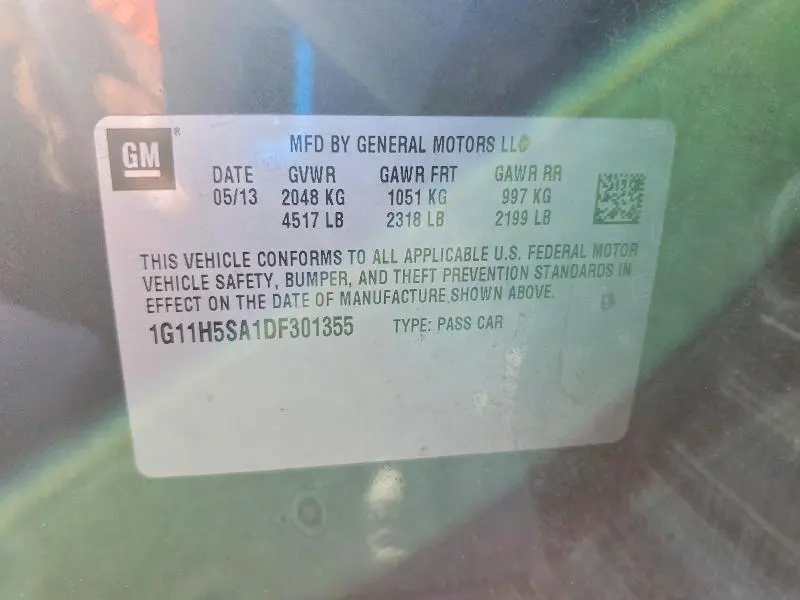 GM ®
MFD BY GENERAL MOTORS LLC
DATE GVWR GAWR FRT GAWR RR
05/13 2048 KG 1051 KG 997 KG
4517 LB 2318 LB 2199 LB
THIS VEHICLE CONFORMS TO ALL APPLICABLE U.S. FEDERAL MOTOR
VEHICLE SAFETY, BUMPER, AND THEFT PREVENTION STANDARDS IN
EFFECT ON THE DATE OF MANUFACTURE SHOWN ABOVE.
1G11H5SA1DF301355 TYPE: PASS CAR